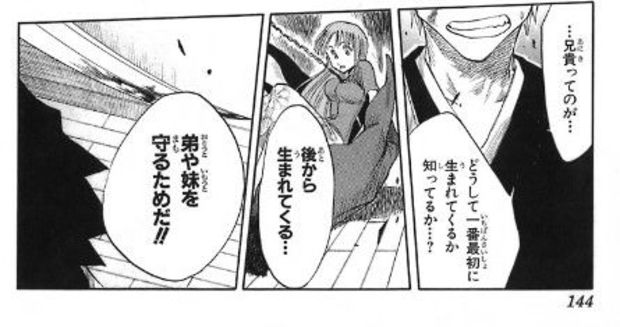 …兄貴ってのが…
どうして一番最初に
生まれてくるか
知ってるか…?
後から
生まれてくる…
弟や妹を
守るためだ!!
144